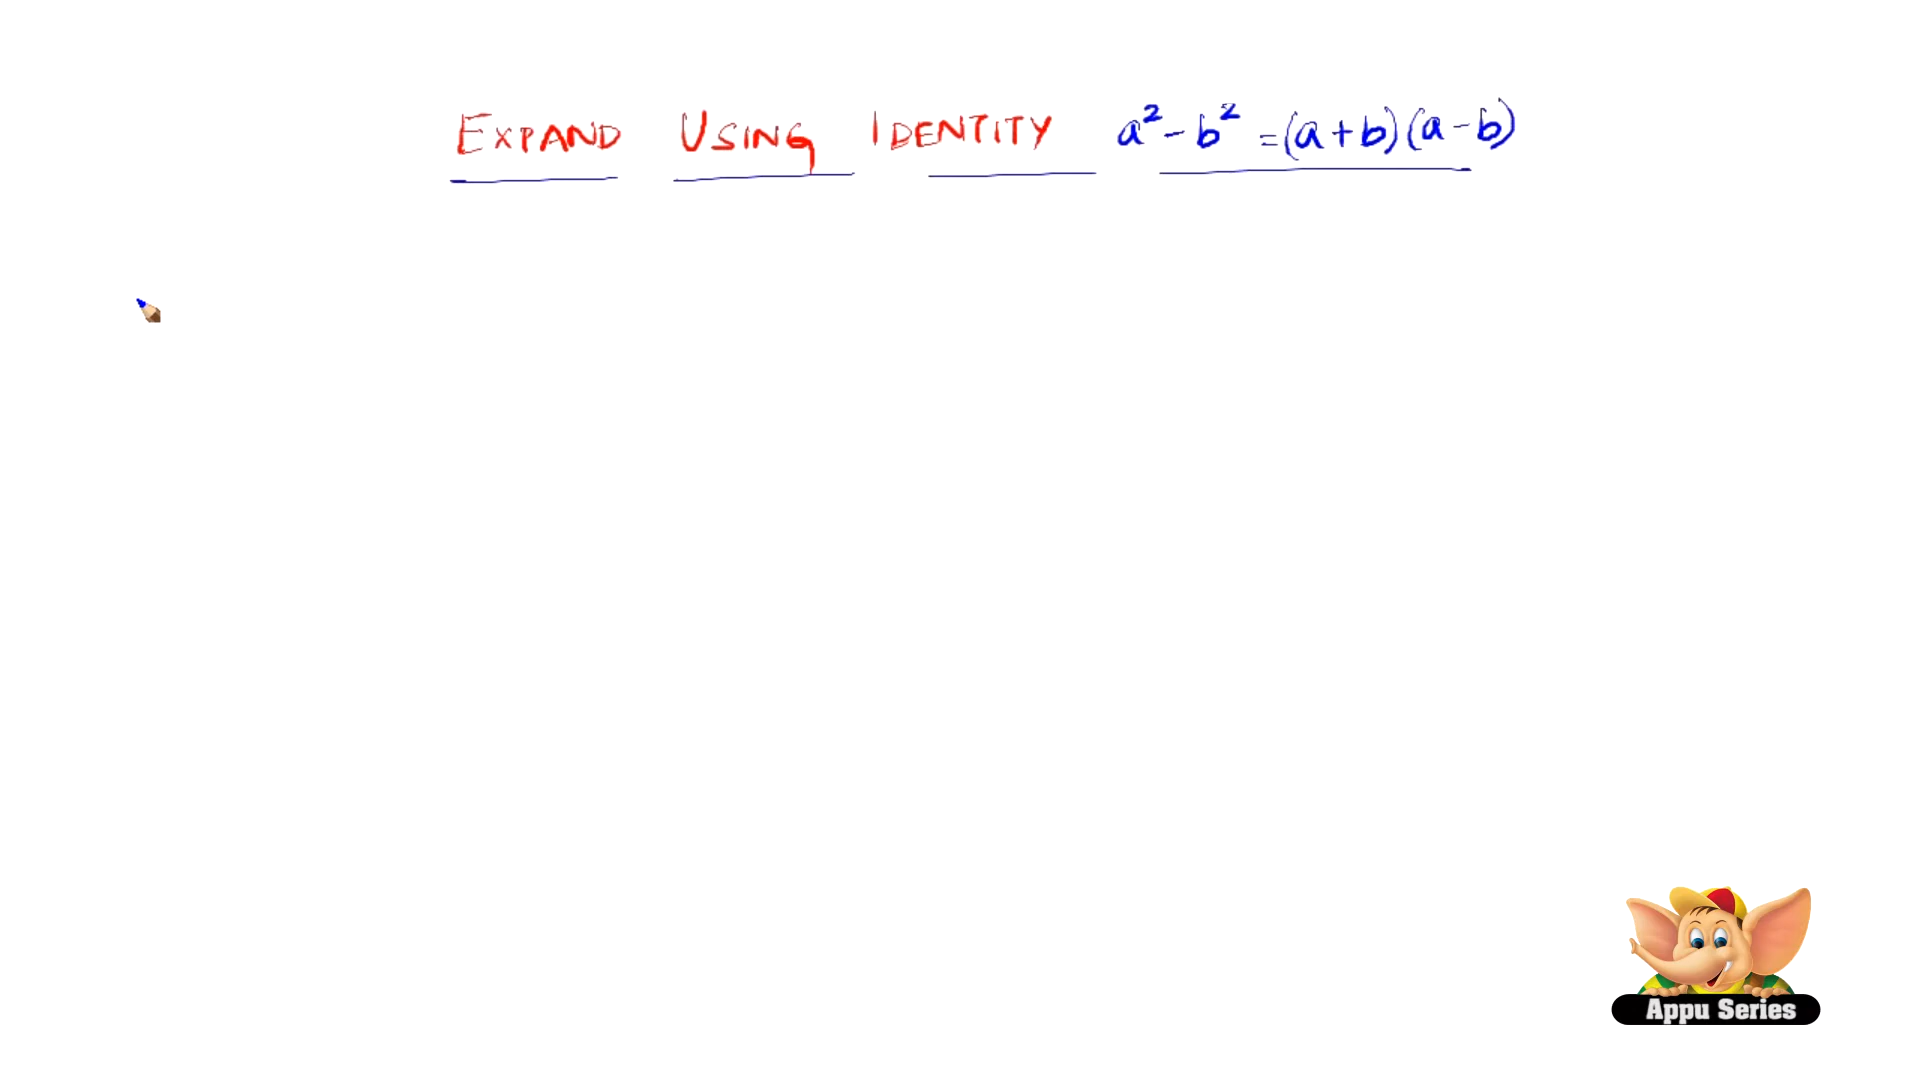 EXPAND USING IDENTITY a² - b² = (a + b) (a - b)
Appu Series